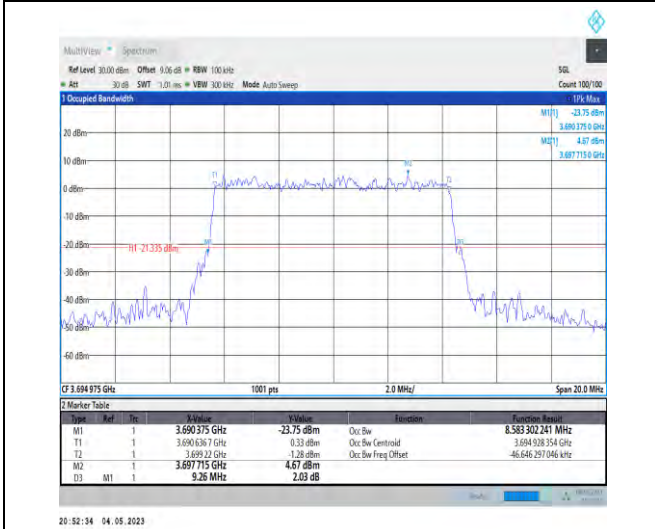 MultiView Spectrum
Ref Level 30.00 dBm Offset 9.06 dB RBW 100 kHz SGL
Att 30 dB SWT 1.01 ms VBW 300 kHz Mode Auto Sweep Count 100/100
1 Occupied Bandwidth 1Pk Max
M1[1] -23.75 dBm
3.690 375 0 GHz
M2[1] 4.67 dBm
3.697 715 0 GHz
20 dBm
10 dBm
M2
T1
T2
0 dBm
-10 dBm
-20 dBm
H1 -21.335 dBm
-30 dBm
-40 dBm
-50 dBm
-60 dBm
CF 3.694 975 GHz 1001 pts 2.0 MHz/ Span 20.0 MHz
2 Marker Table
Type Ref Trc X-Value Y-Value Function Function Result
M1 1 3.690 375 GHz -23.75 dBm Occ Bw 8.583 302 241 MHz
T1 1 3.690 636 7 GHz 0.33 dBm Occ Bw Centroid 3.694 928 354 GHz
T2 1 3.699 22 GHz -1.28 dBm Occ Bw Freq Offset -46.646 297 046 kHz
M2 1 3.697 715 GHz 4.67 dBm
D3 M1 1 9.26 MHz 2.03 dB
20:52:34 04.05.2023